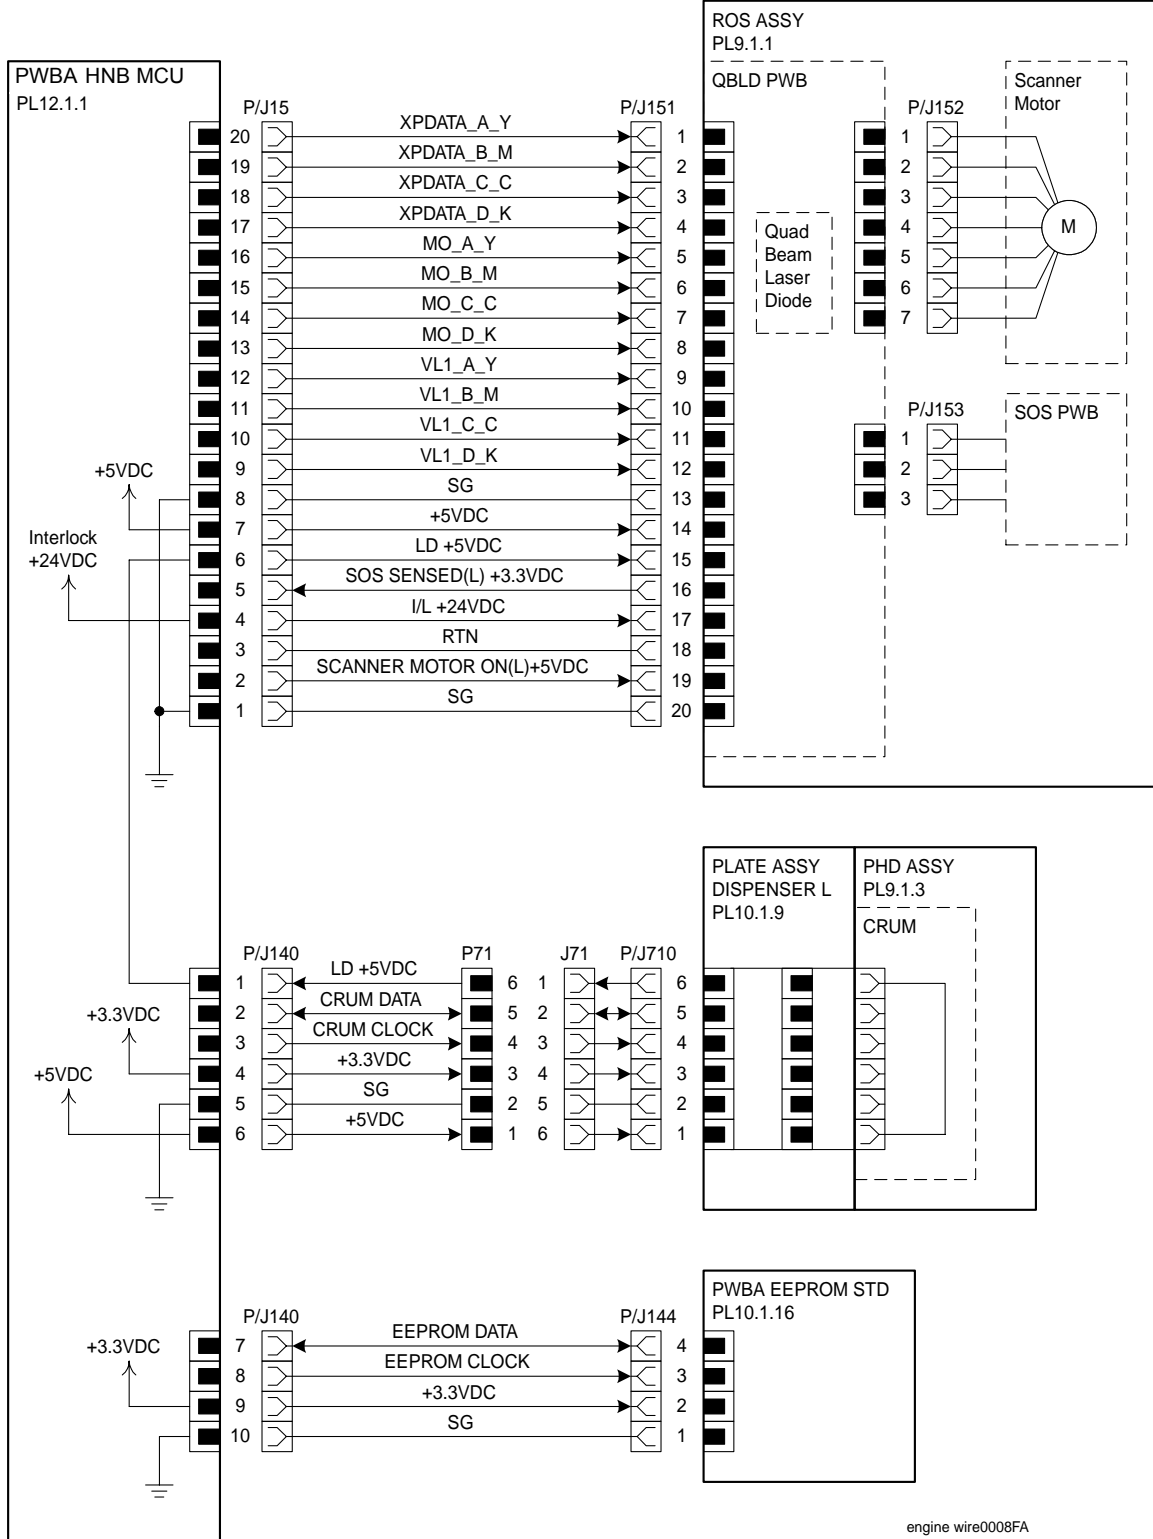 ROS ASSY
PL9.1.1
PWBA HNB MCU
PL12.1.1
QBLD PWB
Scanner
Motor
P/J15
P/J151
P/J152
20 XPDATA_A_Y 1
19 XPDATA_B_M 2
18 XPDATA_C_C 3
17 XPDATA_D_K 4
16 MO_A_Y 5
15 MO_B_M 6
14 MO_C_C 7
13 MO_D_K 8
12 VL1_A_Y 9
11 VL1_B_M 10
10 VL1_C_C 11
9 VL1_D_K 12
8 SG 13
7 +5VDC 14
6 LD +5VDC 15
5 SOS SENSED(L) +3.3VDC 16
4 I/L +24VDC 17
3 RTN 18
2 SCANNER MOTOR ON(L)+5VDC 19
1 SG 20
+5VDC
Interlock
+24VDC
Quad
Beam
Laser
Diode
1
2
3
4
5
6
7
M
P/J153
SOS PWB
1
2
3
PLATE ASSY
DISPENSER L
PL10.1.9
PHD ASSY
PL9.1.3
CRUM
P/J140
P71
J71
P/J710
1 LD +5VDC 6 1 6
2 CRUM DATA 5 2 5
3 CRUM CLOCK 4 3 4
4 +3.3VDC 3 4 3
5 SG 2 5 2
6 +5VDC 1 6 1
+3.3VDC
+5VDC
PWBA EEPROM STD
PL10.1.16
P/J140
P/J144
7 EEPROM DATA 4
8 EEPROM CLOCK 3
9 +3.3VDC 2
10 SG 1
+3.3VDC
engine wire0008FA